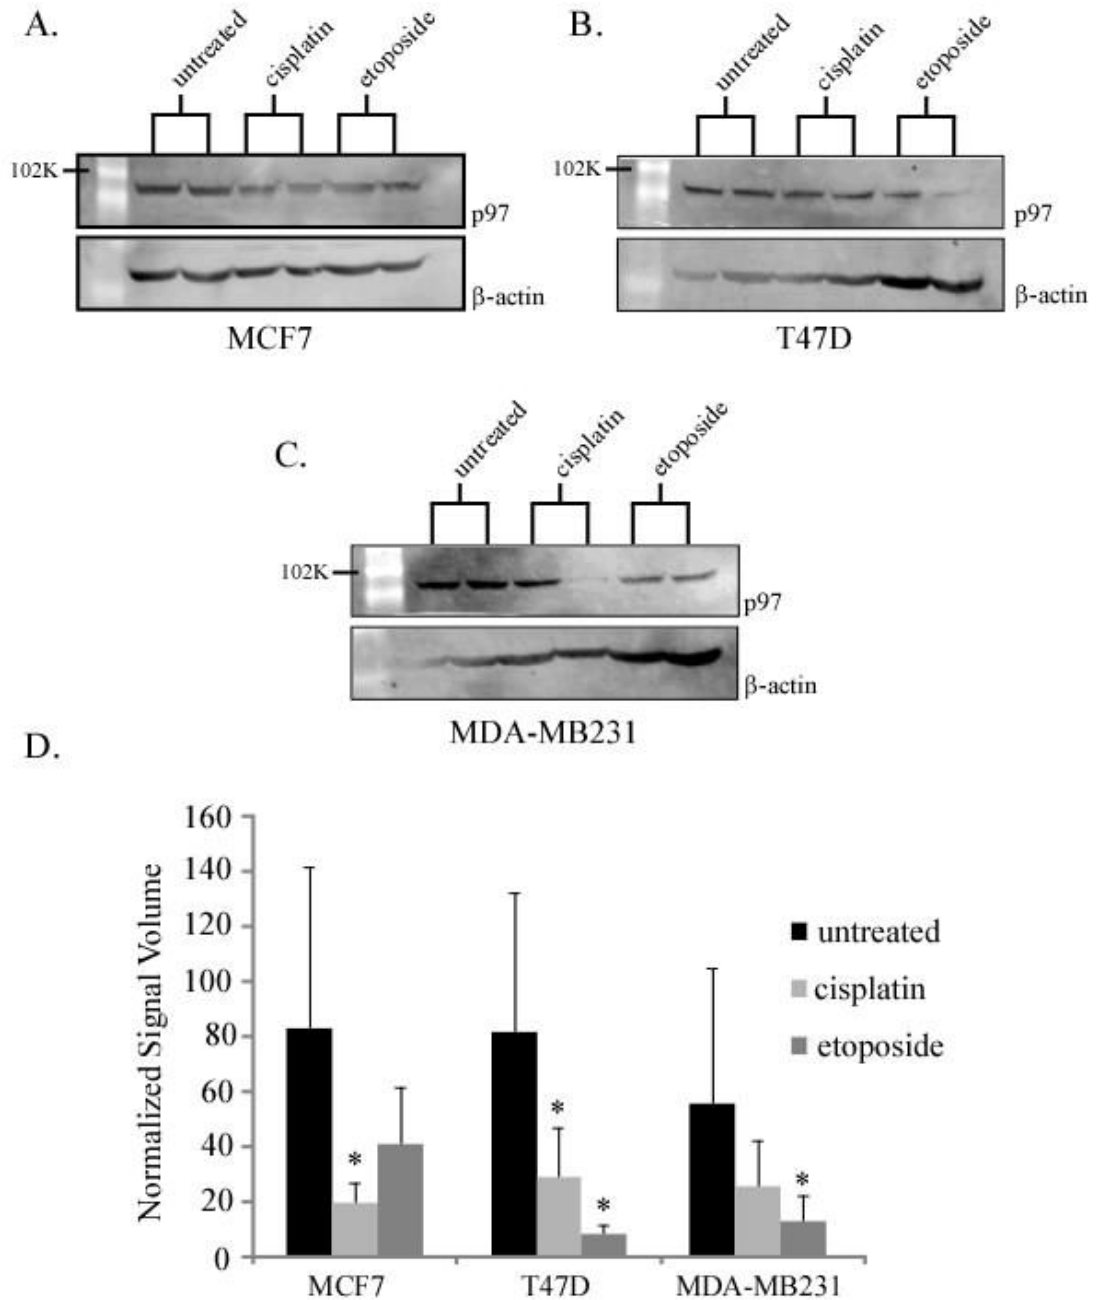 A.
untreated
cisplatin
etoposide
102K
p97
β-actin
MCF7
B.
untreated
cisplatin
etoposide
102K
p97
β-actin
T47D
C.
untreated
cisplatin
etoposide
102K
p97
β-actin
MDA-MB231
D.
Normalized Signal Volume
160
140
120
100
80
60
40
20
0
*
*
*
*
MCF7
T47D
MDA-MB231
untreated
cisplatin
etoposide